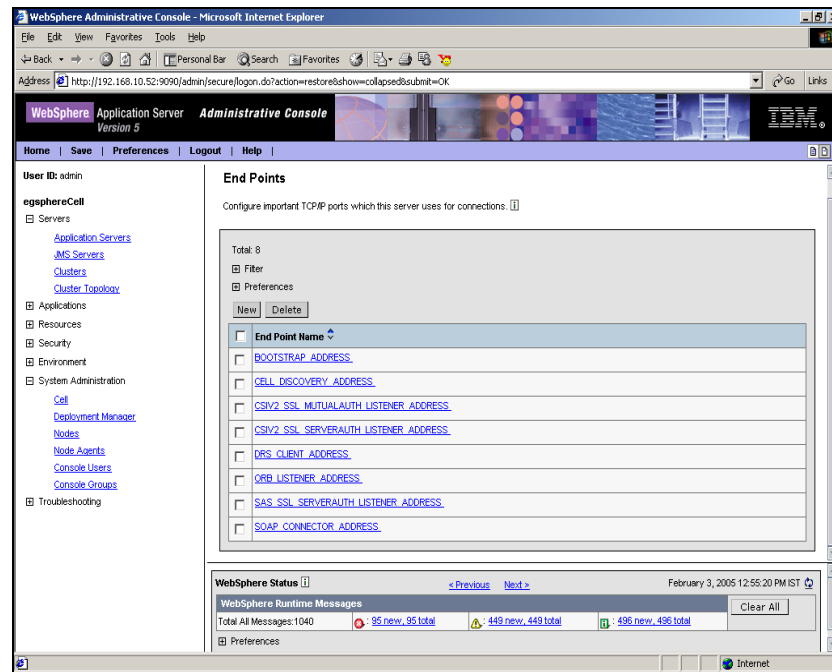 WebSphere Administrative Console - Microsoft Internet Explorer
File Edit View Favorites Tools Help
Back Personal Bar Search Favorites
Address http://192.168.10.52:9090/admin/secure/logon.do?action=restore&show=collapsed&submit=OK Go Links
WebSphere Application Server Administrative Console
Version 5
IBM
Home | Save | Preferences | Logout | Help |
User ID: admin
egsphereCell
Servers
Application Servers
JMS Servers
Clusters
Cluster Topology
Applications
Resources
Security
Environment
System Administration
Cell
Deployment Manager
Nodes
Node Agents
Console Users
Console Groups
Troubleshooting
End Points
Configure important TCP/IP ports which this server uses for connections. i
Total: 8
Filter
Preferences
New Delete
End Point Name
BOOTSTRAP_ADDRESS
CELL_DISCOVERY_ADDRESS
CSIV2_SSL_MUTUALAUTH_LISTENER_ADDRESS
CSIV2_SSL_SERVERAUTH_LISTENER_ADDRESS
DRS_CLIENT_ADDRESS
ORB_LISTENER_ADDRESS
SAS_SSL_SERVERAUTH_LISTENER_ADDRESS
SOAP_CONNECTOR_ADDRESS
WebSphere Status i < Previous Next > February 3, 2005 12:55:20 PM IST
WebSphere Runtime Messages Clear All
Total All Messages:1040 : 95 new, 95 total : 449 new, 449 total : 496 new, 496 total
Preferences
Internet